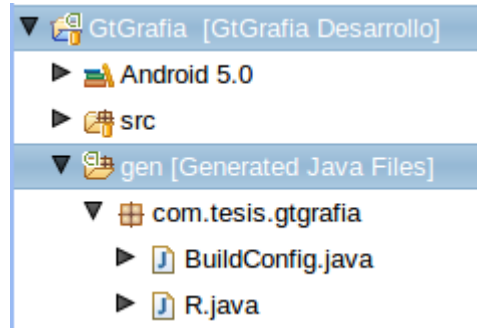 GtGrafia [GtGrafia Desarrollo]
Android 5.0
src
gen [Generated Java Files]
com.tesis.gtgrafia
BuildConfig.java
R.java